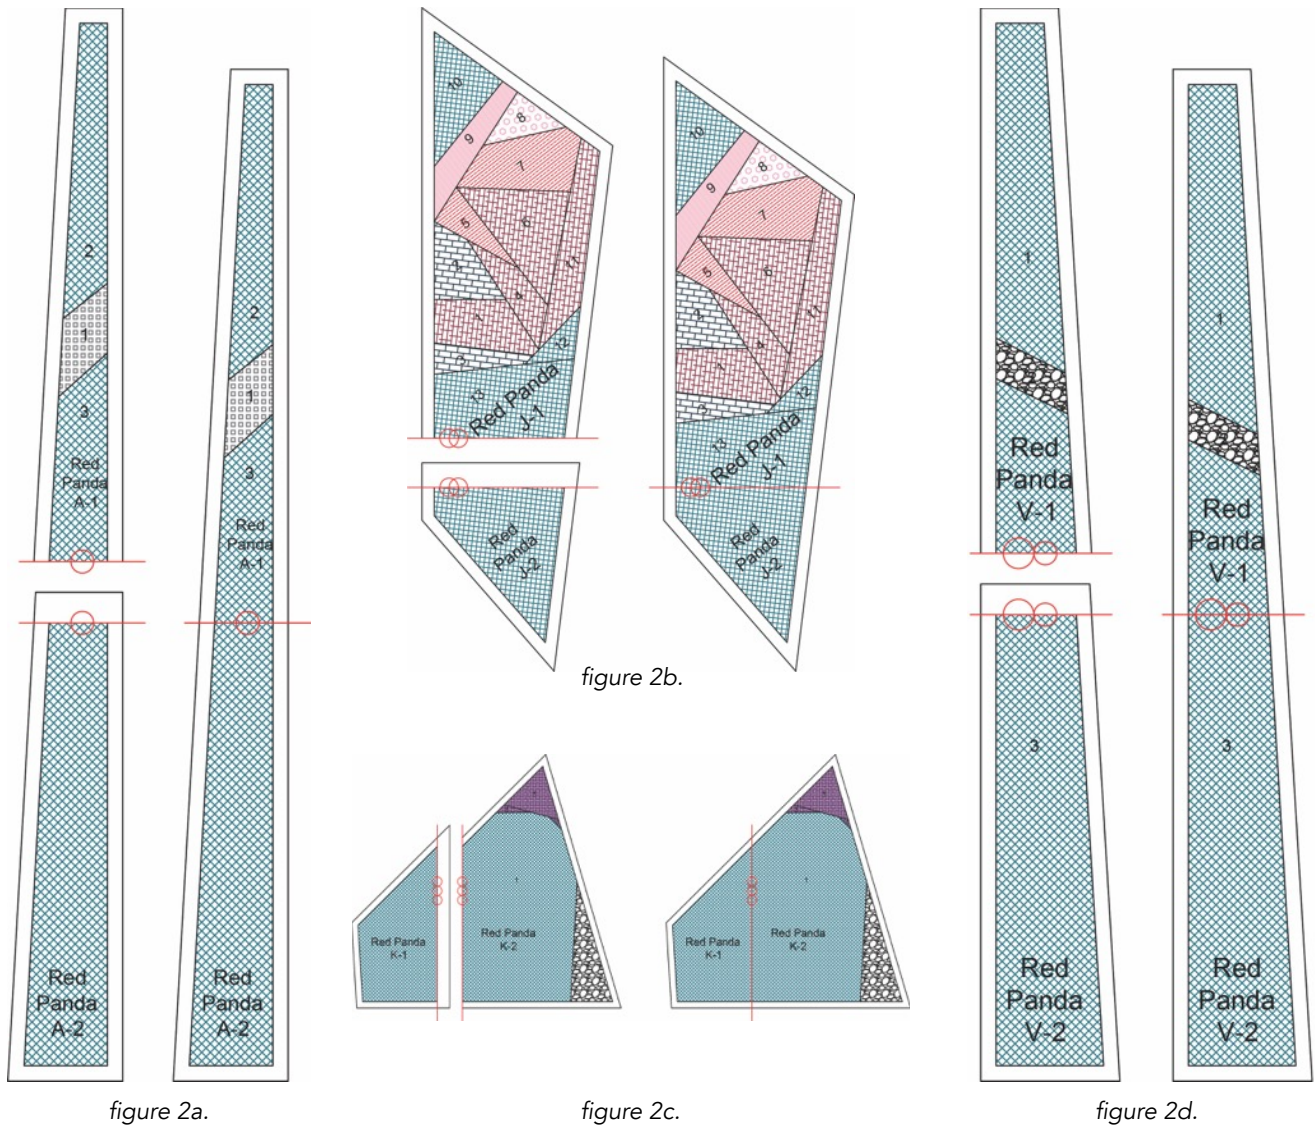 2
1
3
Red
Panda
A-1
Red
Panda
A-2
2
1
3
Red
Panda
A-1
Red
Panda
A-2
figure 2a.
10
9
8
7
6
5
2
4
11
1
3
12
13
Red Panda
J-1
Red
Panda
J-2
10
9
8
7
6
5
2
4
11
1
3
12
13
Red Panda
J-1
Red
Panda
J-2
figure 2b.
1
Red Panda
K-1
Red Panda
K-2
1
Red Panda
K-1
Red Panda
K-2
figure 2c.
1
Red
Panda
V-1
3
Red
Panda
V-2
1
Red
Panda
V-1
3
Red
Panda
V-2
figure 2d.